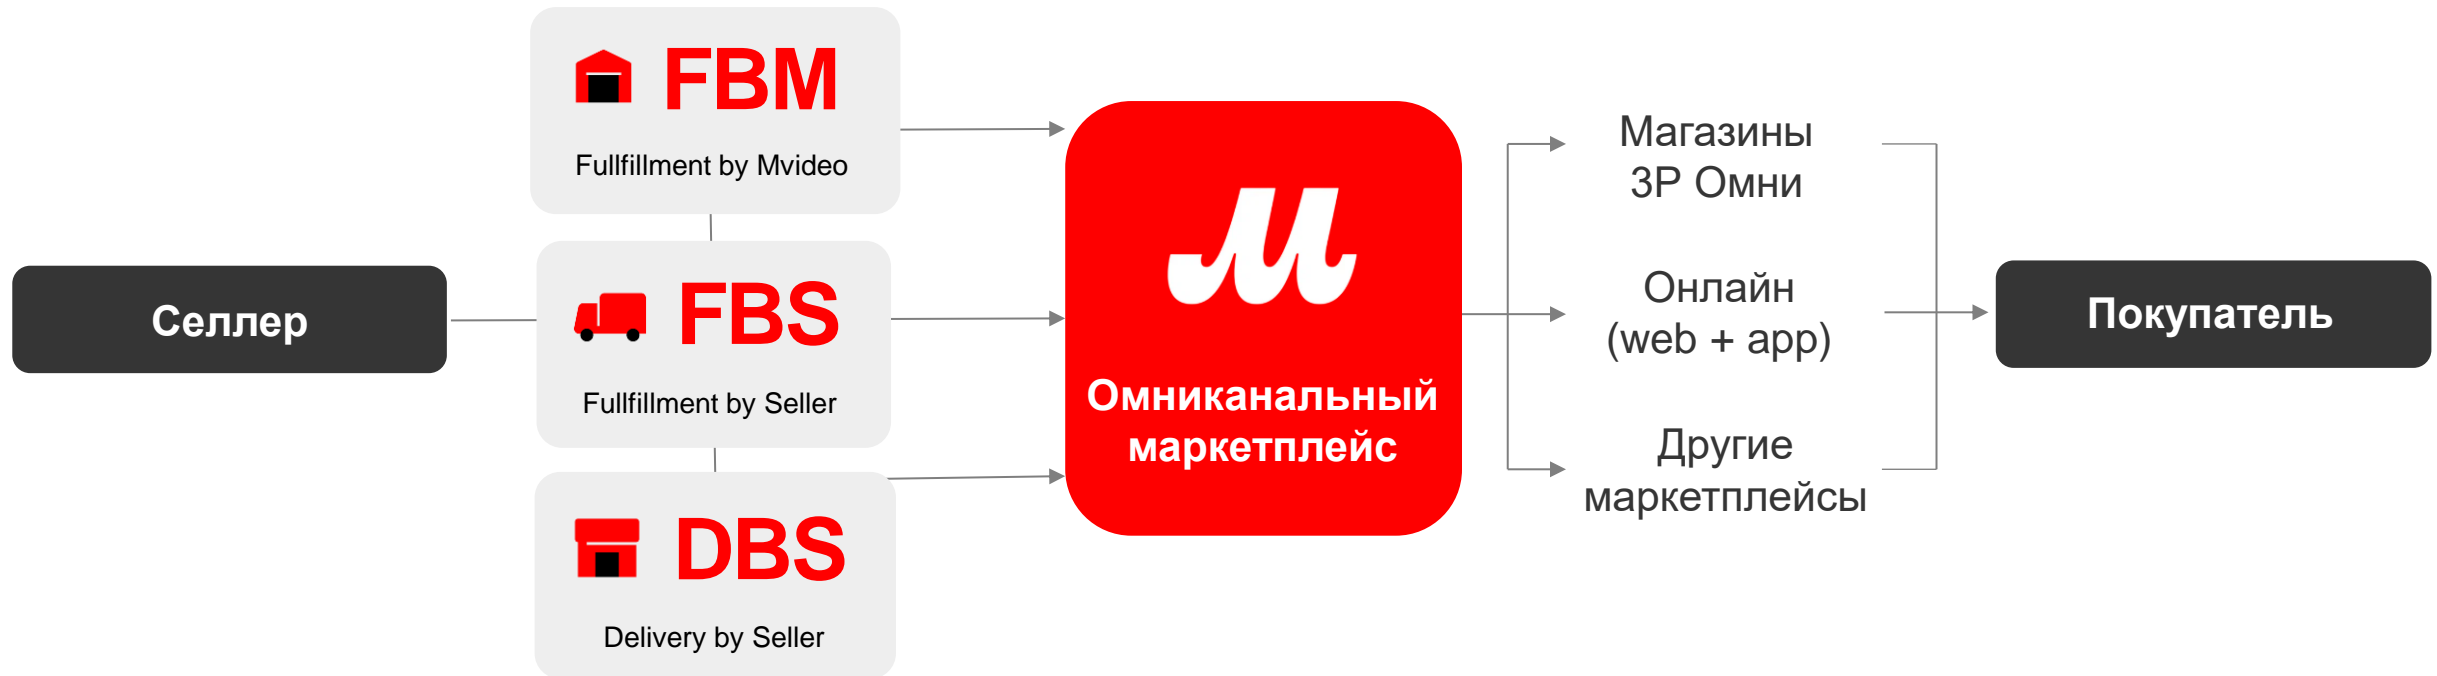 Селлер
FBM
Fullfillment by Mvideo
FBS
Fullfillment by Seller
DBS
Delivery by Seller
м
Омниканальный
маркетплейс
Магазины
3Р Омни
Онлайн
(web + app)
Другие
маркетплейсы
Покупатель